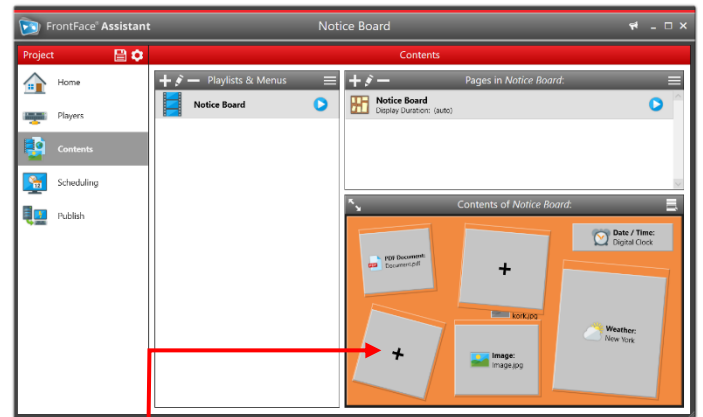 FrontFace® Assistant
Notice Board
Project
Contents
Home
Players
Contents
Scheduling
Publish
Playlists & Menus
Notice Board
Pages in Notice Board:
Notice Board
Display Duration: (auto)
Contents of Notice Board:
Date / Time:
Digital Clock
PDF Document:
Document.pdf
kork.jpg
Weather:
New York
Image:
image.jpg